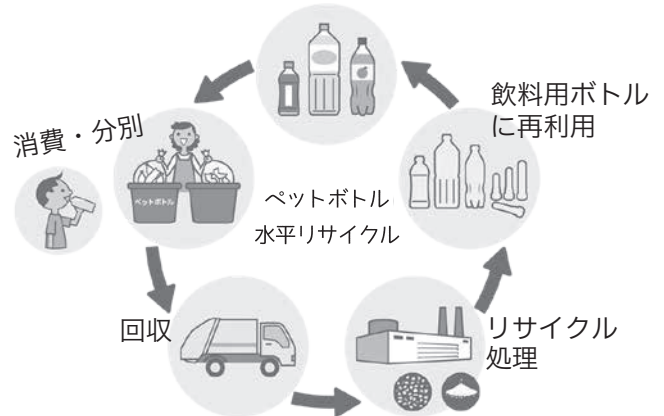 飲料用ボトル
に再利用
消費・分別
ペットボトル
ペットボトル
水平リサイクル
回収
リサイクル
処理